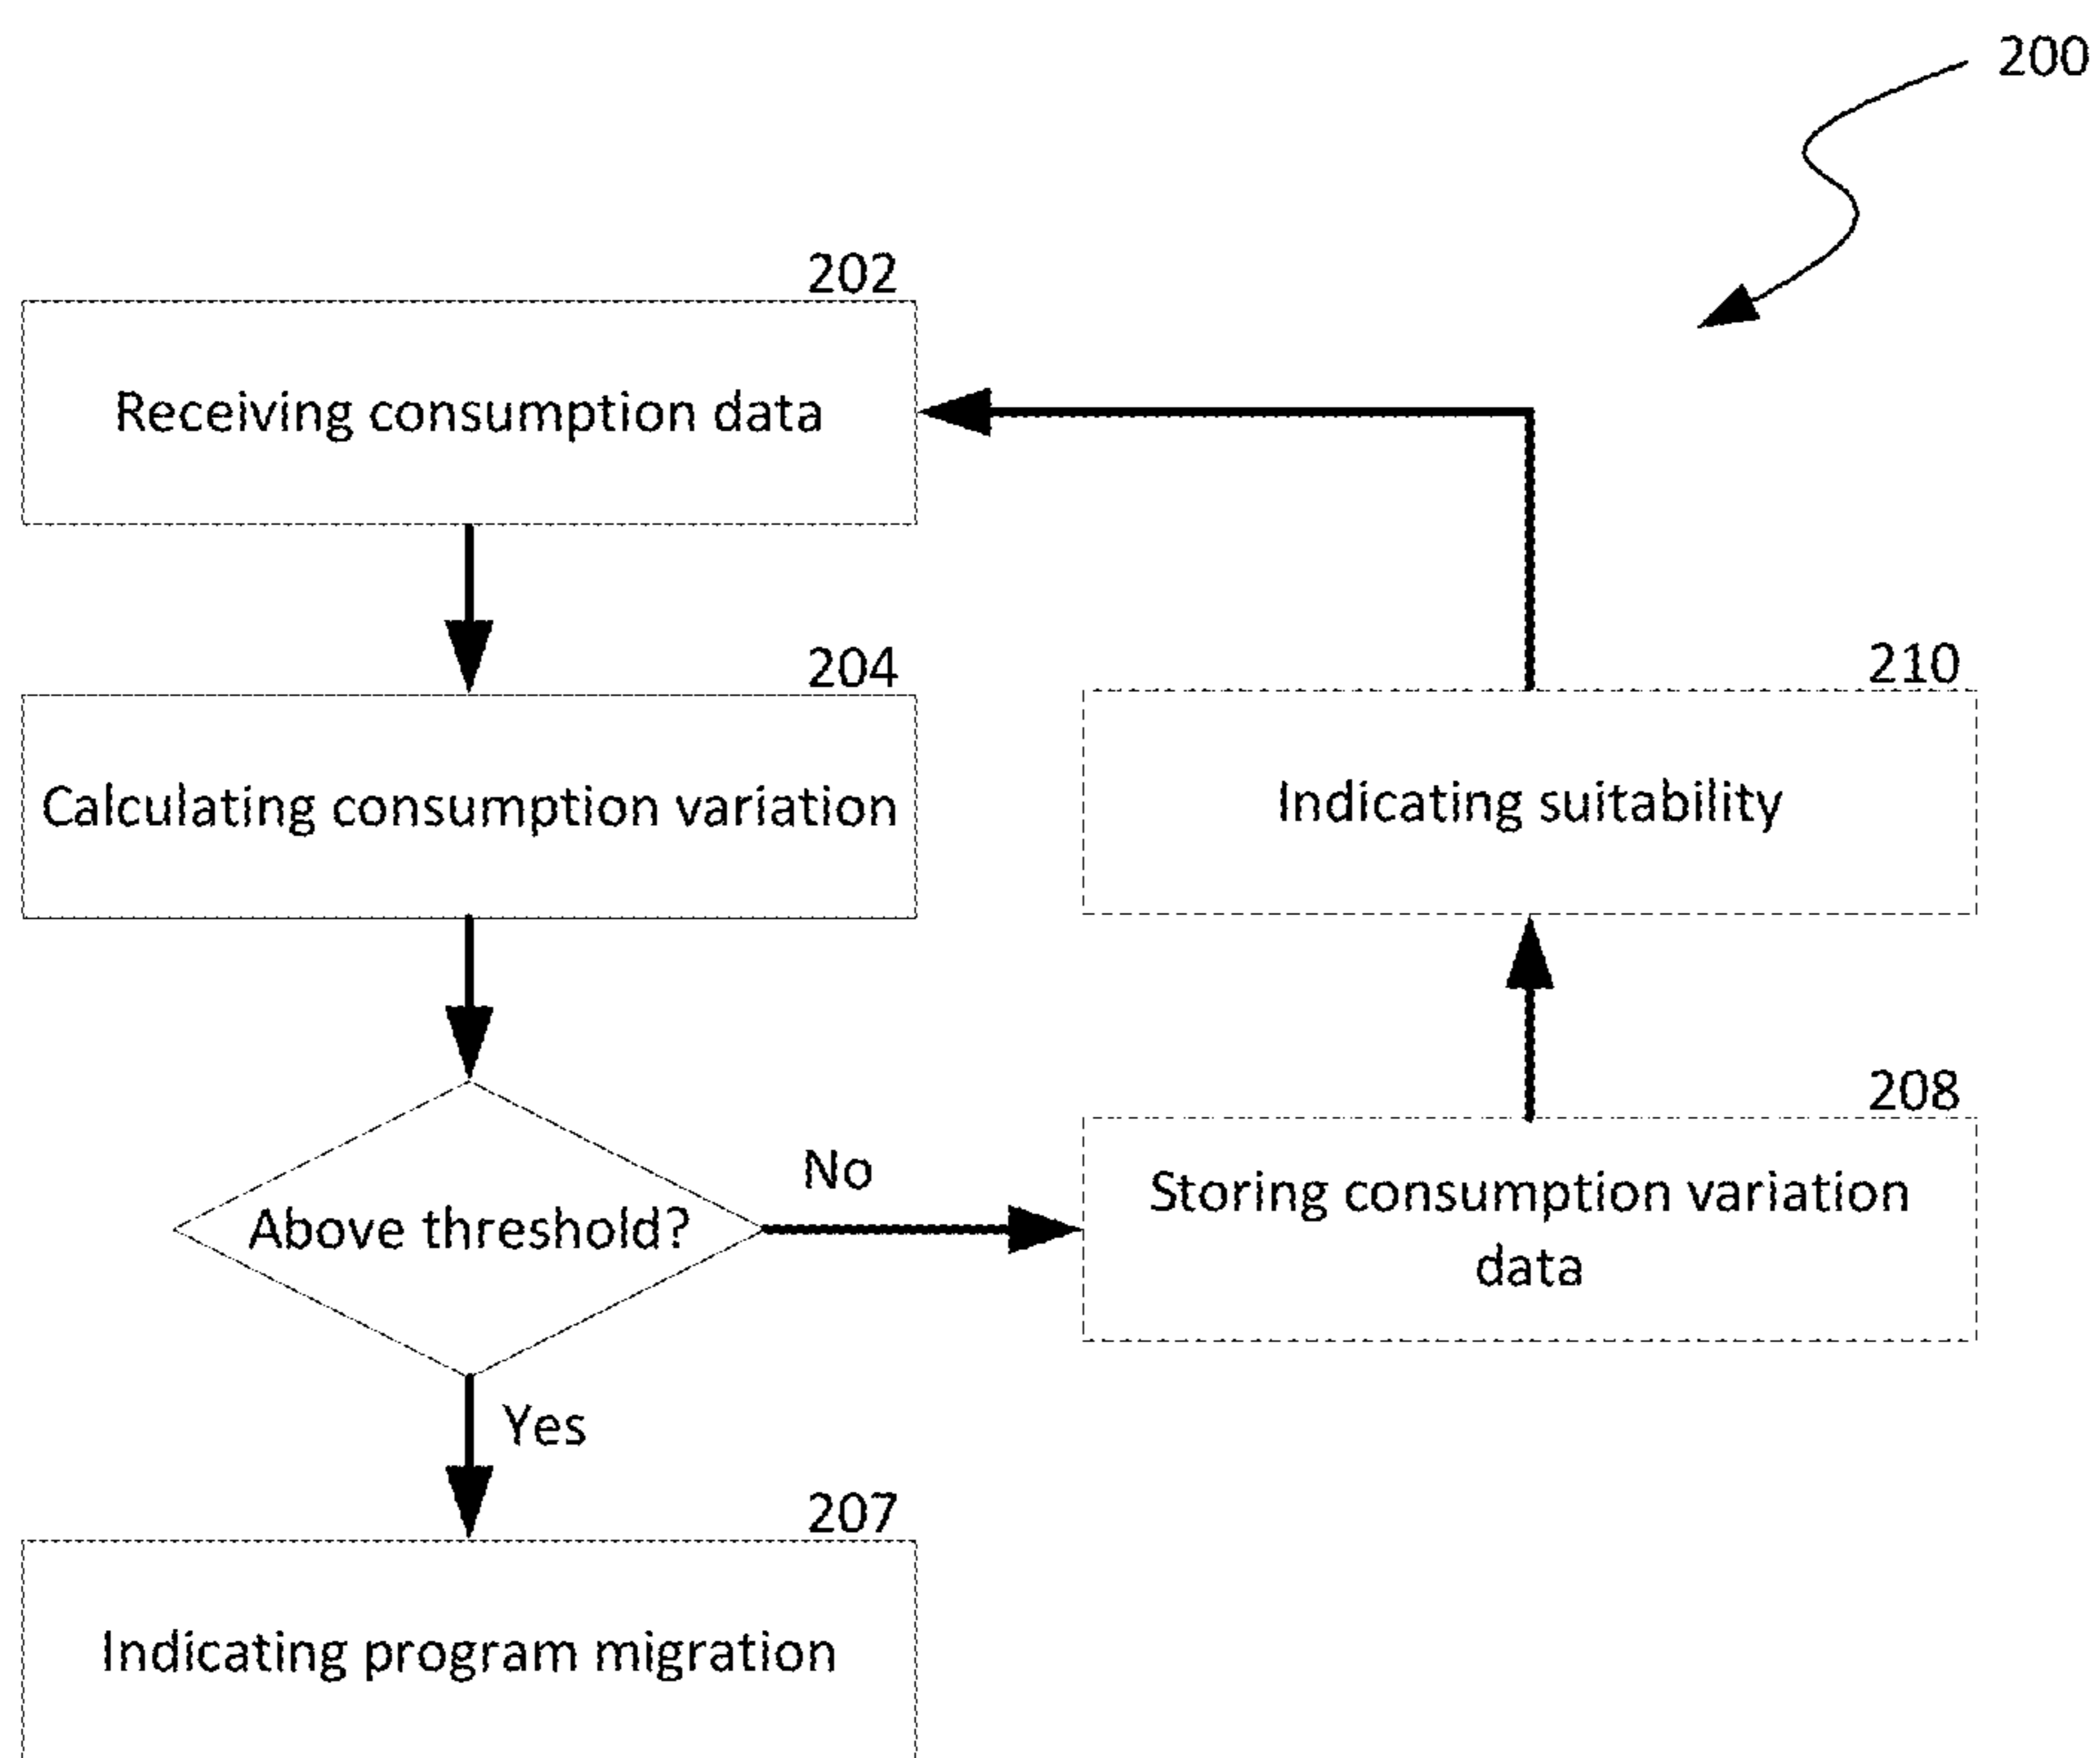 200
202
Receiving consumption data
204
Calculating consumption variation
210
Indicating suitability
Above threshold?
No
208
Storing consumption variation
data
Yes
207
Indicating program migration